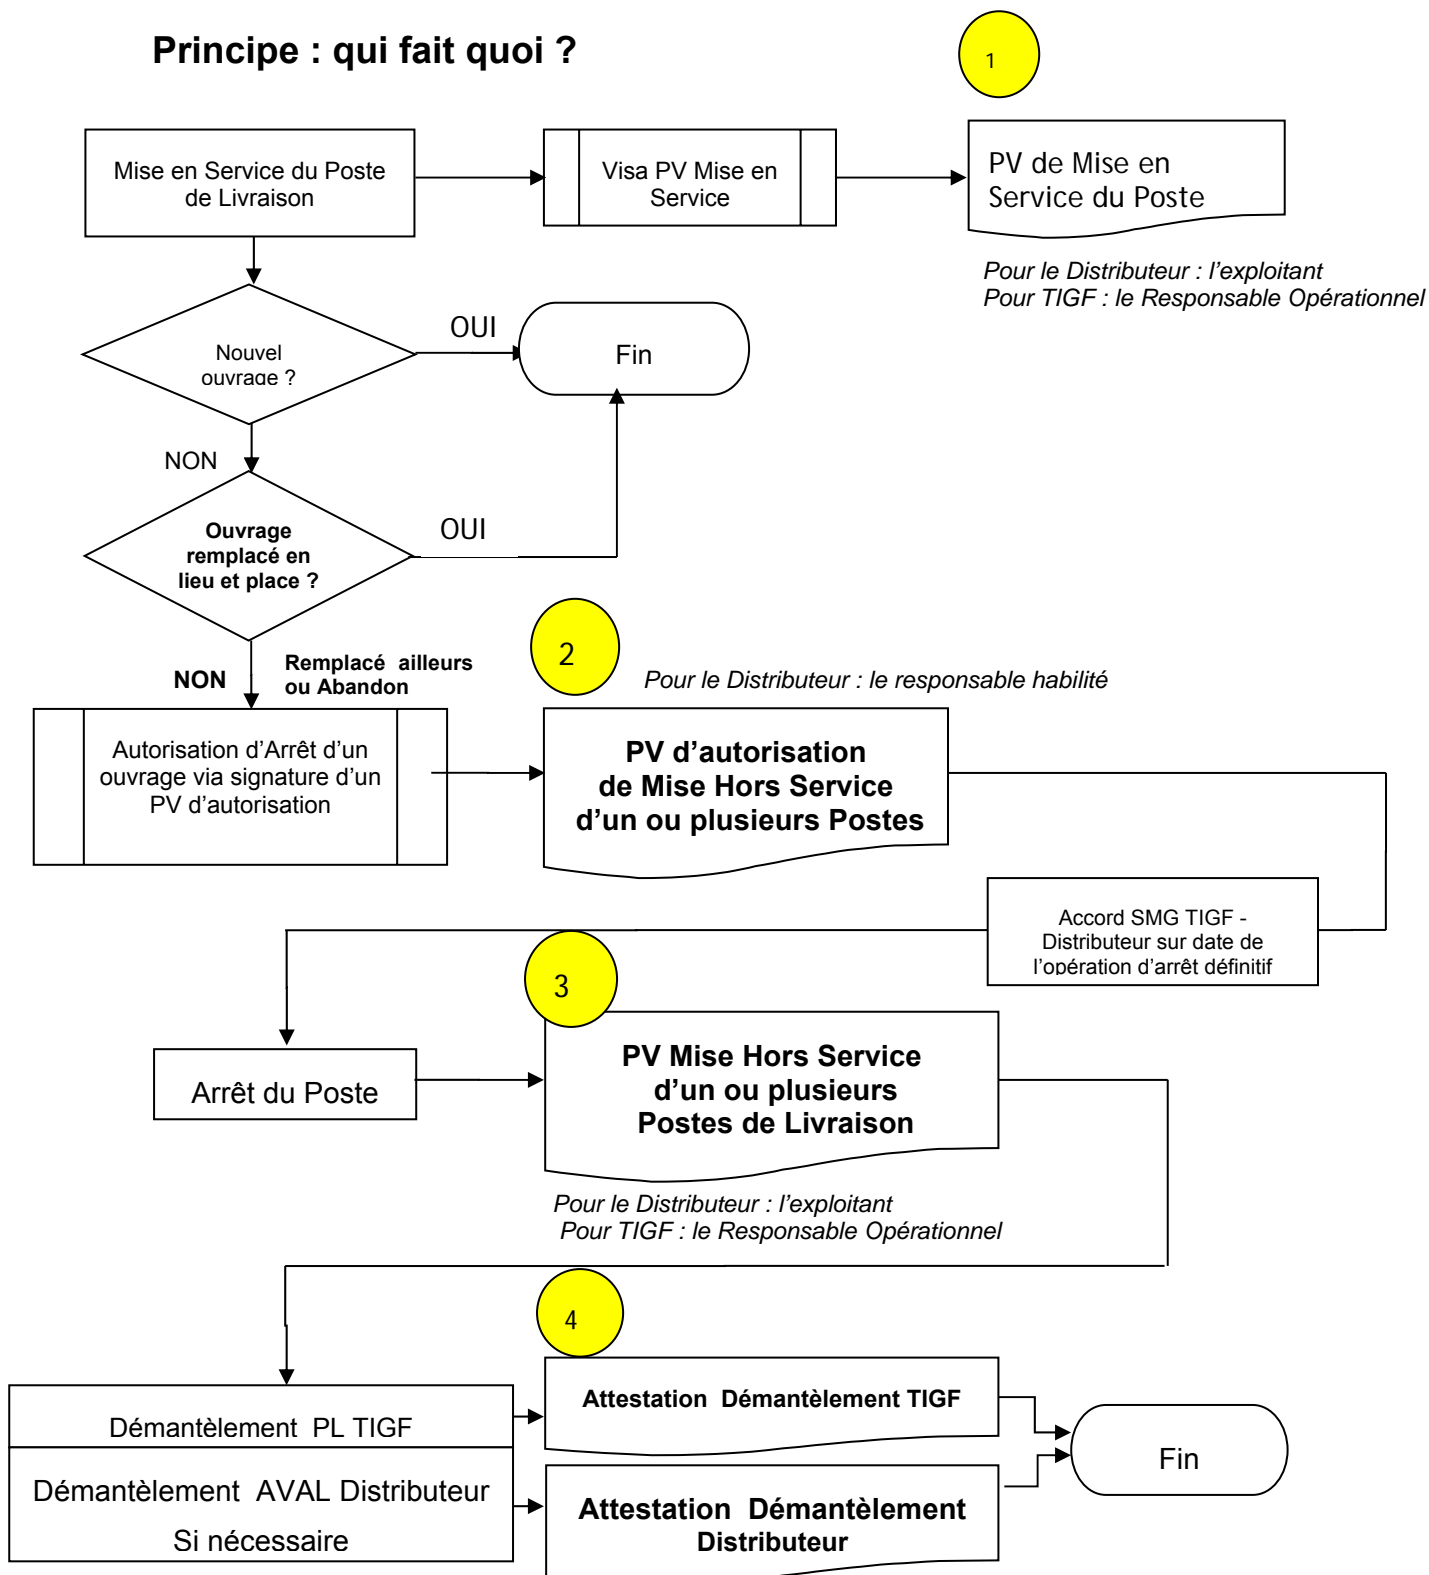 Principe : qui fait quoi ?
1
Mise en Service du Poste
de Livraison
Visa PV Mise en
Service
PV de Mise en
Service du Poste
Pour le Distributeur : l’exploitant
Pour TIGF : le Responsable Opérationnel
Nouvel
ouvrage ?
OUI
Fin
NON
Ouvrage
remplacé en
lieu et place ?
OUI
NON
Remplacé ailleurs
ou Abandon
2
Pour le Distributeur : le responsable habilité
Autorisation d’Arrêt d’un
ouvrage via signature d’un
PV d’autorisation
PV d’autorisation
de Mise Hors Service
d’un ou plusieurs Postes
Accord SMG TIGF -
Distributeur sur date de
l’opération d’arrêt définitif
3
Arrêt du Poste
PV Mise Hors Service
d’un ou plusieurs
Postes de Livraison
Pour le Distributeur : l’exploitant
Pour TIGF : le Responsable Opérationnel
4
Démantèlement PL TIGF
Attestation Démantèlement TIGF
Fin
Démantèlement AVAL Distributeur
Si nécessaire
Attestation Démantèlement
Distributeur